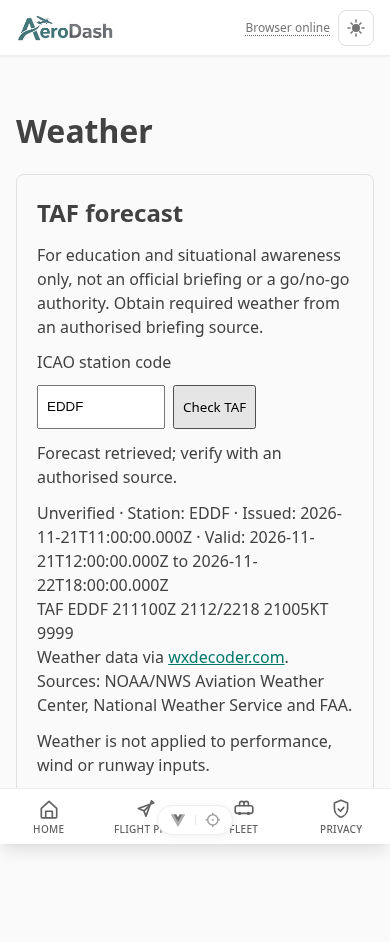 AeroDash
Browser online
Weather
TAF forecast
For education and situational awareness
only, not an official briefing or a go/no-go
authority. Obtain required weather from
an authorised briefing source.
ICAO station code
EDDF
Check TAF
Forecast retrieved; verify with an
authorised source.
Unverified · Station: EDDF · Issued: 2026-
11-21T11:00:00.000Z · Valid: 2026-11-
21T12:00:00.000Z to 2026-11-
22T18:00:00.000Z
TAF EDDF 211100Z 2112/2218 21005KT
9999
Weather data via wxdecoder.com.
Sources: NOAA/NWS Aviation Weather
Center, National Weather Service and FAA.
Weather is not applied to performance,
wind or runway inputs.
HOME
FLIGHT
FLEET
PRIVACY